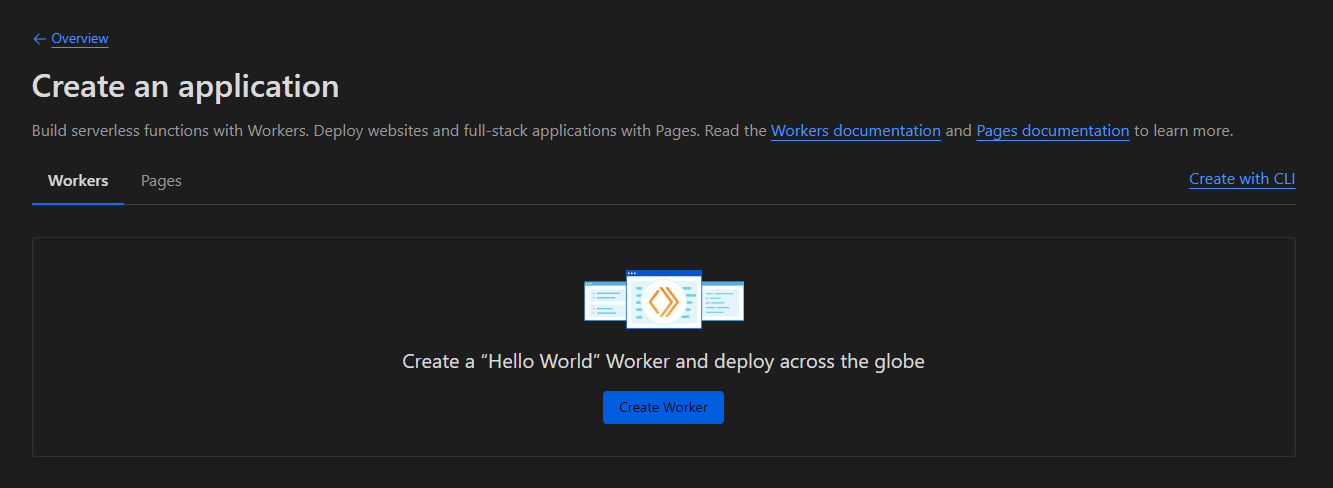 ← Overview
Create an application
Build serverless functions with Workers. Deploy websites and full-stack applications with Pages. Read the Workers documentation and Pages documentation to learn more.
Workers Pages Create with CLI
Create a “Hello World” Worker and deploy across the globe
Create Worker